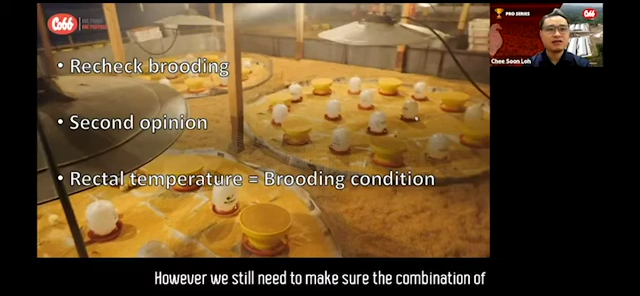 Cobb
PRO SERIES
Cobb
Chee Soon Loh
• Recheck brooding
• Second opinion
• Rectal temperature = Brooding condition
However we still need to make sure the combination of